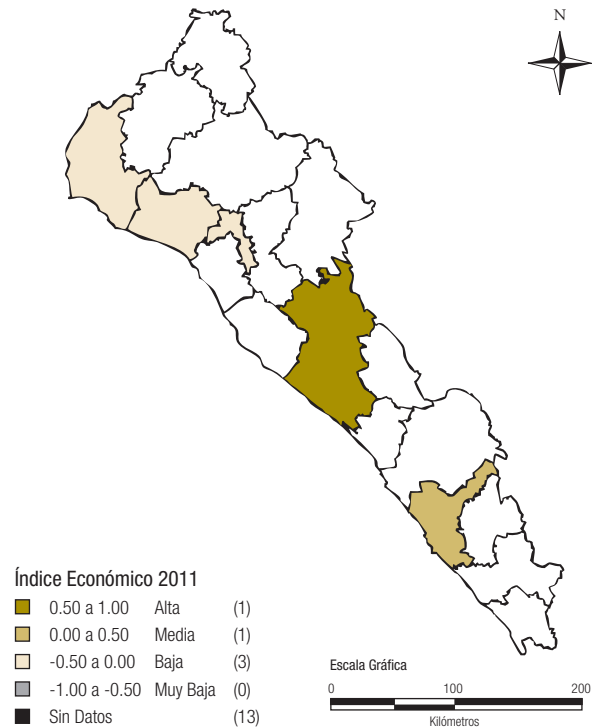 N
Índice Económico 2011
0.50 a 1.00 Alta (1)
0.00 a 0.50 Media (1)
-0.50 a 0.00 Baja (3)
-1.00 a -0.50 Muy Baja (0)
Sin Datos (13)
Escala Gráfica
0 100 200
Kilómetros